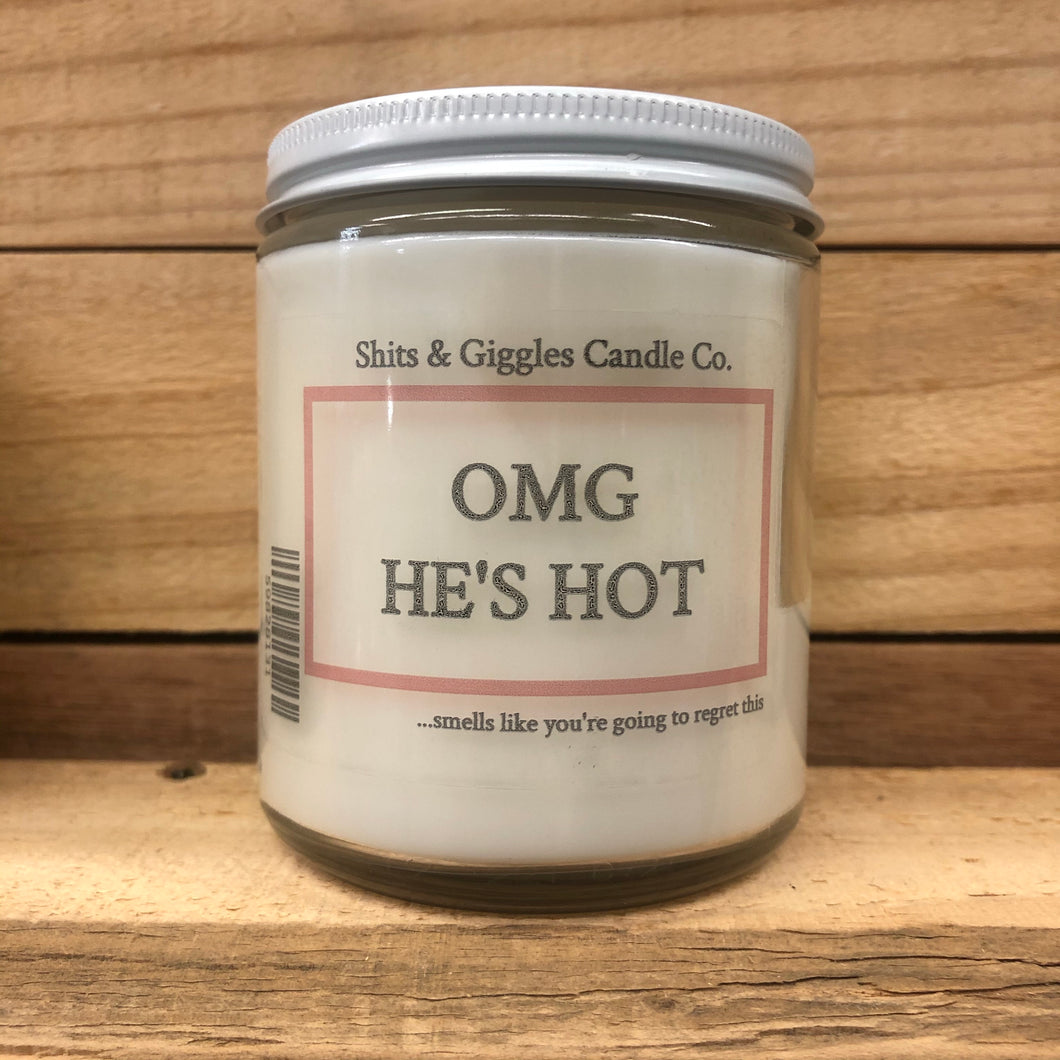 Shits & Giggles Candle Co.
OMG
HE'S HOT
...smells like you're going to regret this